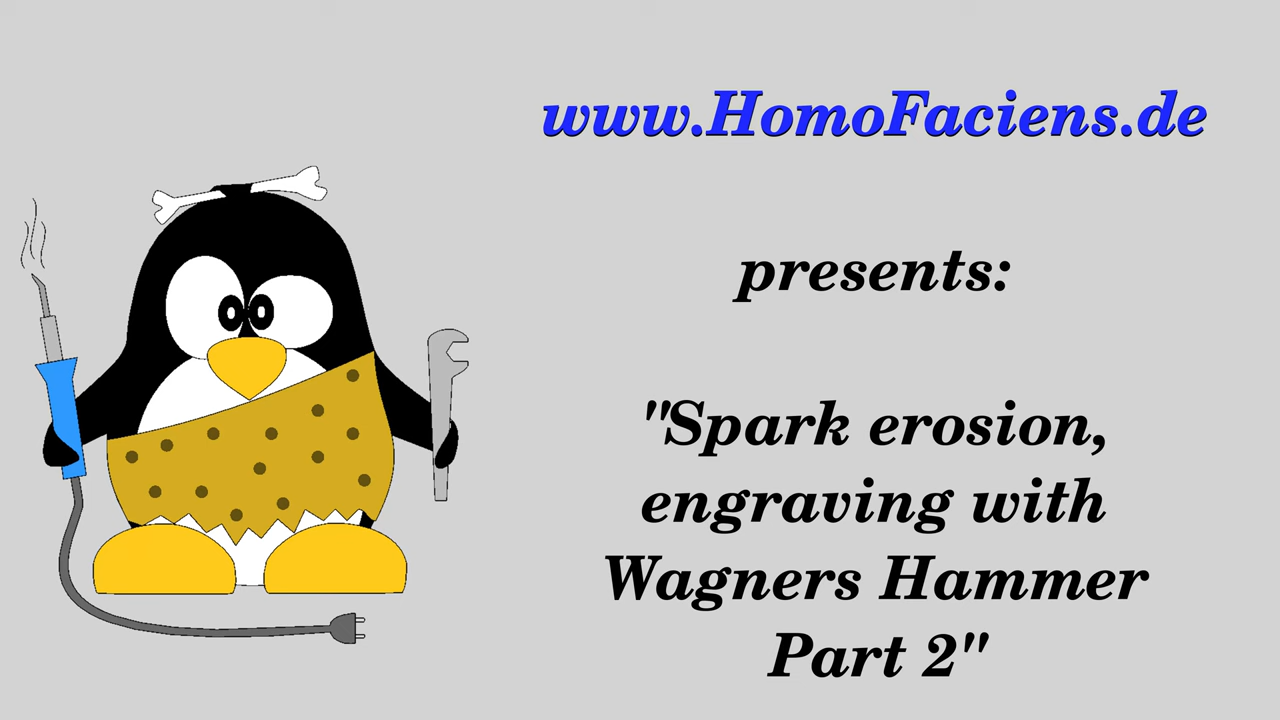 www.HomoFaciens.de
presents:
"Spark erosion,
engraving with
Wagners Hammer
Part 2"